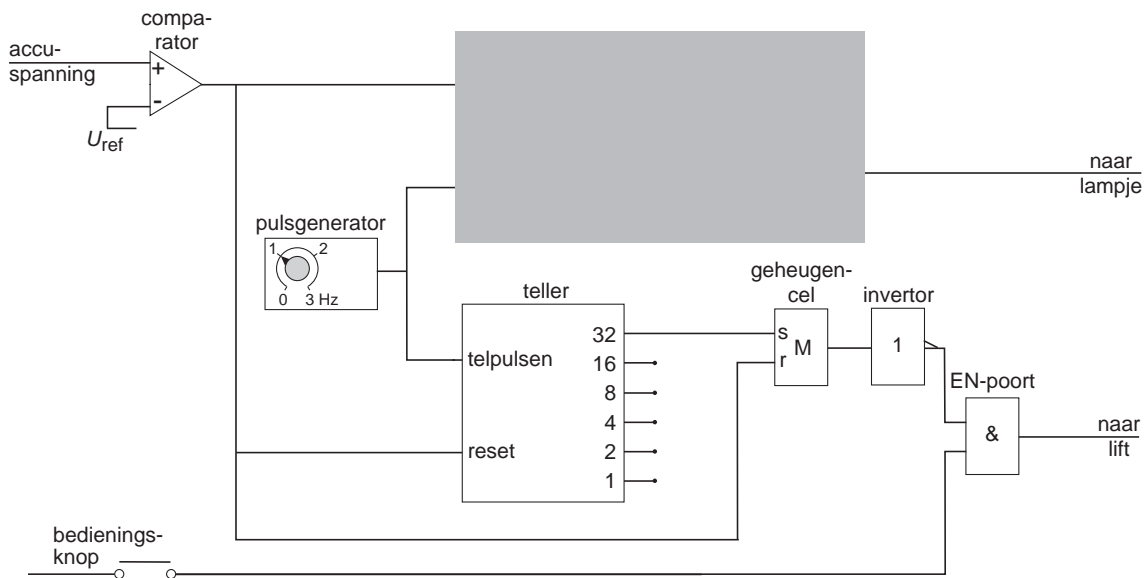 compa-
rator
accu-
spanning
+
-
Uref
naar
lampje
pulsgenerator
1
2
0
3 Hz
geheugen-
cel
invertor
teller
32
16
8
4
2
1
telpulsen
reset
s
r
M
1
EN-poort
&
naar
lift
bedienings-
knop